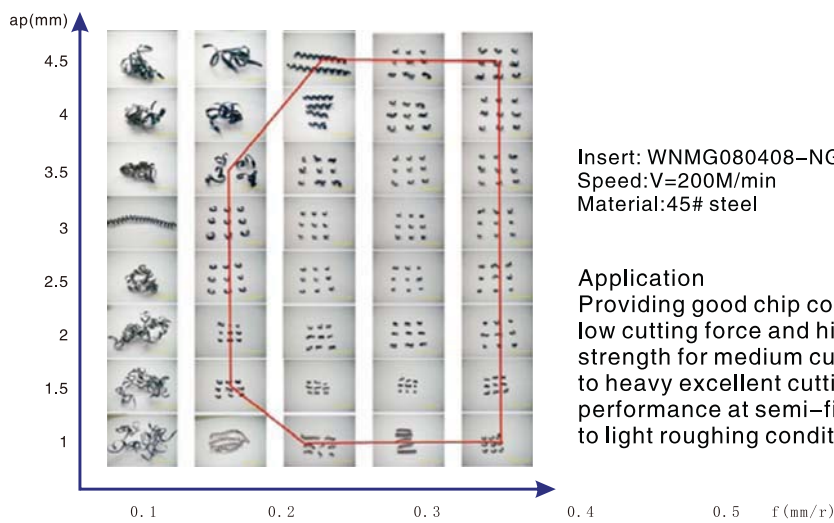 ap(mm)
4.5
4
3.5
3
2.5
2
1.5
1
0.1 0.2 0.3 0.4 0.5 f(mm/r)
Insert: WNMG080408-NG
Speed:V=200M/min
Material:45# steel
Application
Providing good chip co
low cutting force and hi
strength for medium cu
to heavy excellent cutti
performance at semi-fi
to light roughing condit